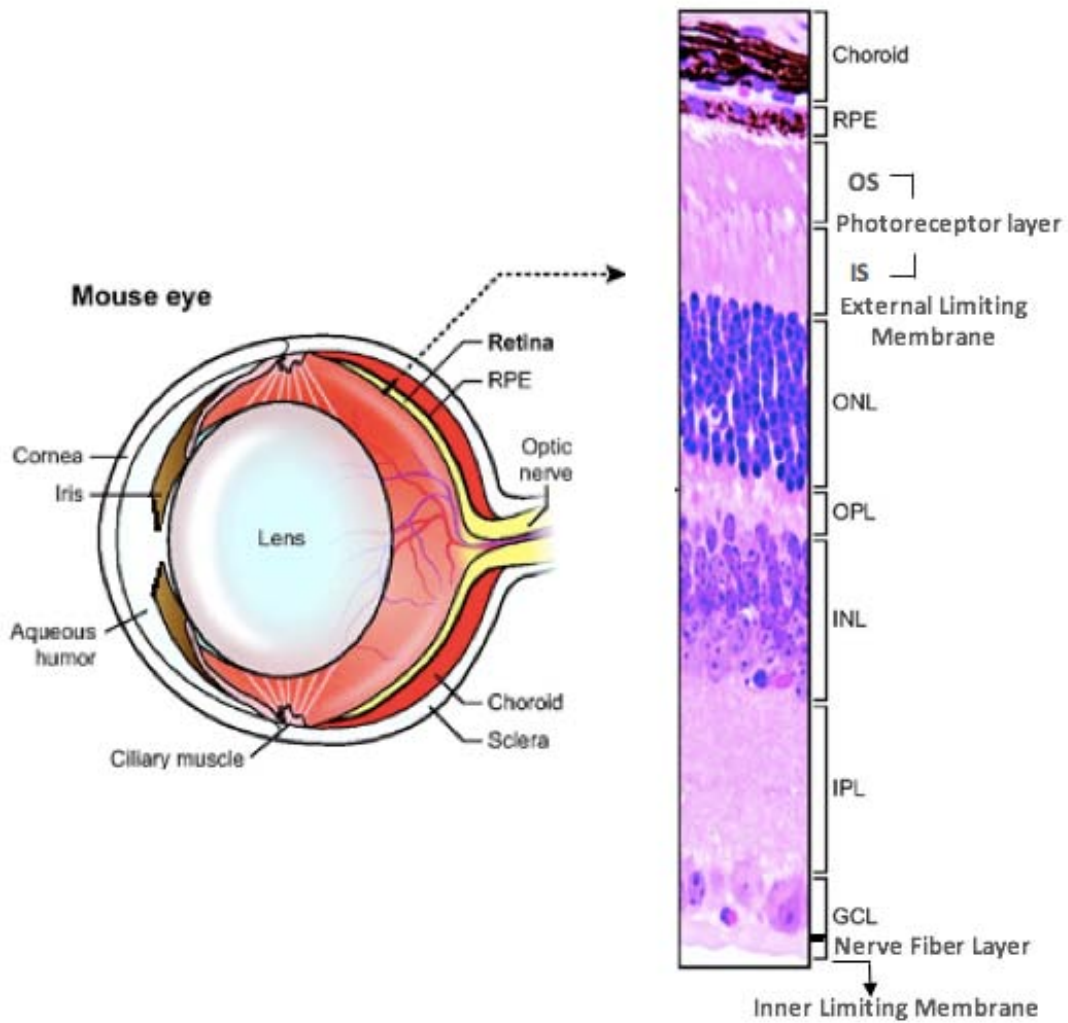 Mouse eye
Retina
RPE
Optic
nerve
Cornea
Iris
Lens
Aqueous
humor
Choroid
Sclera
Ciliary muscle
Choroid
RPE
OS
Photoreceptor layer
IS
External Limiting
Membrane
ONL
OPL
INL
IPL
GCL
Nerve Fiber Layer
Inner Limiting Membrane